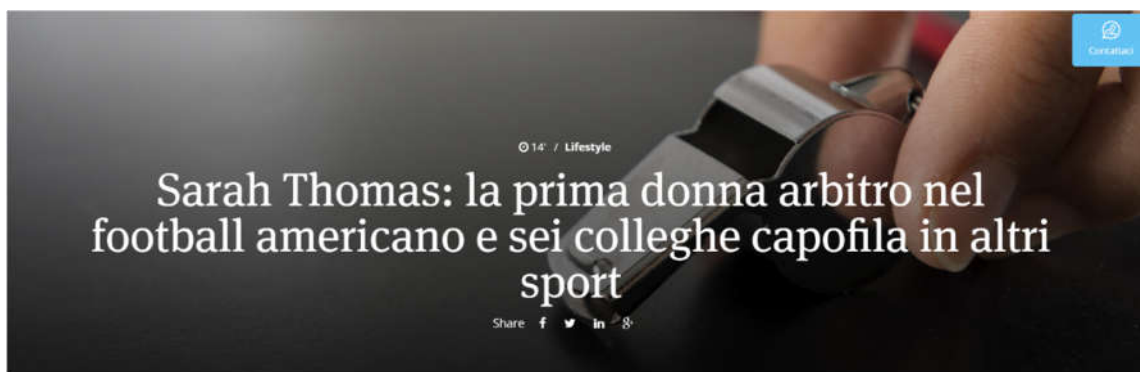 Contattaci
14' / Lifestyle
Sarah Thomas: la prima donna arbitro nel
football americano e sei colleghe capofila in altri
sport
Share